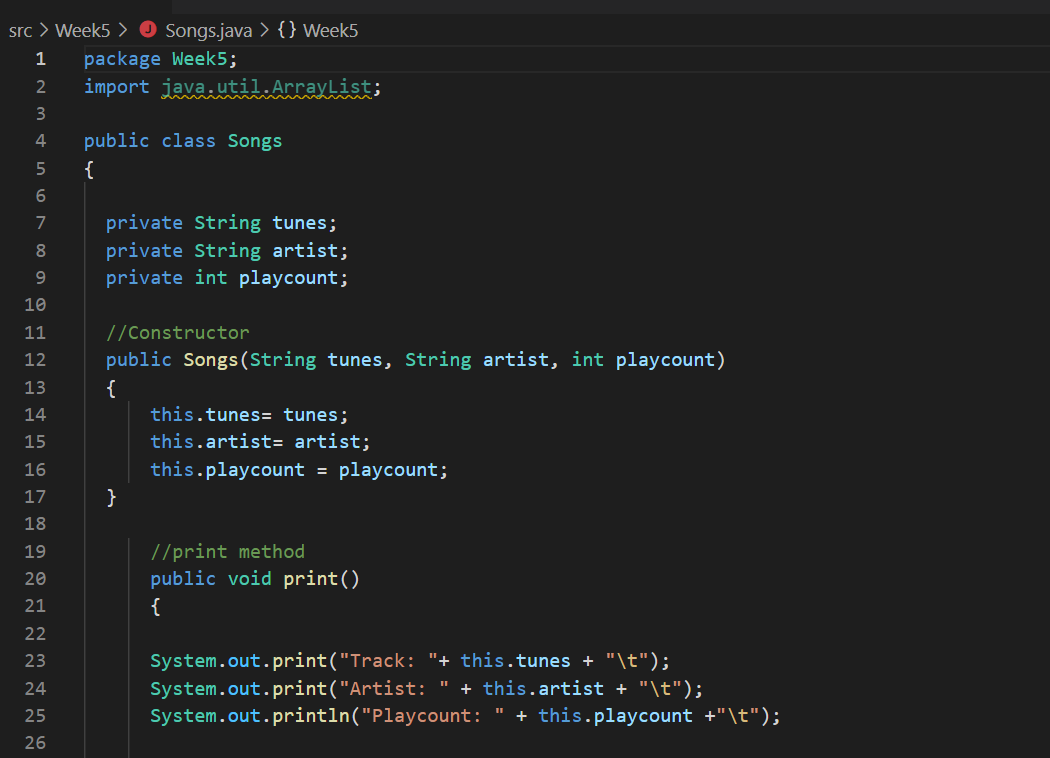 src > Week5 > J Songs.java > {} Week5
1 package Week5;
2 import java.util.ArrayList;
3
4 public class Songs
5 {
6
7 private String tunes;
8 private String artist;
9 private int playcount;
10
11 //Constructor
12 public Songs(String tunes, String artist, int playcount)
13 {
14 this.tunes= tunes;
15 this.artist= artist;
16 this.playcount = playcount;
17 }
18
19 //print method
20 public void print()
21 {
22
23 System.out.print("Track: "+ this.tunes + "\t");
24 System.out.print("Artist: " + this.artist + "\t");
25 System.out.println("Playcount: " + this.playcount +"\t");
26